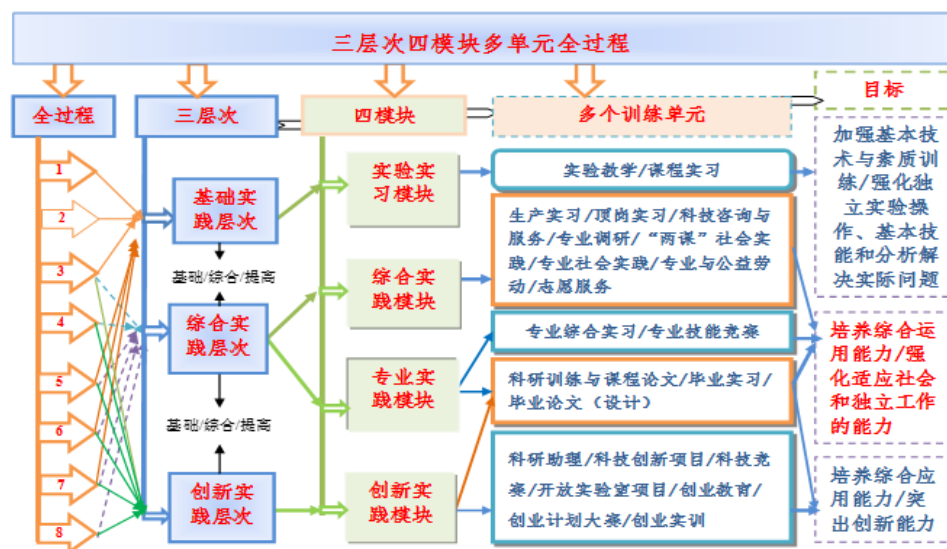 三层次四模块多单元全过程
全过程
三层次
四模块
多个训练单元
目标
1
2
3
4
5
6
7
8
基础实
践层次
基础/综合/提高
综合实
践层次
基础/综合/提高
创新实
践层次
实验实
习模块
综合实
践模块
专业实
践模块
创新实
践模块
实验教学/课程实习
生产实习/顶岗实习/科技咨询与
服务/专业调研/“两课”社会实
践/专业社会实践/专业与公益劳
动/志愿服务
专业综合实习/专业技能竞赛
科研训练与课程论文/毕业实习/
毕业论文（设计）
科研助理/科技创新项目/科技竞
赛/开放实验室项目/创业教育/
创业计划大赛/创业实训
加强基本技
术与素质训
练/强化独
立实验操
作、基本技
能和分析解
决实际问题
培养综合运
用能力/强
化适应社会
和独立工作
的能力
培养综合应
用能力/突
出创新能力